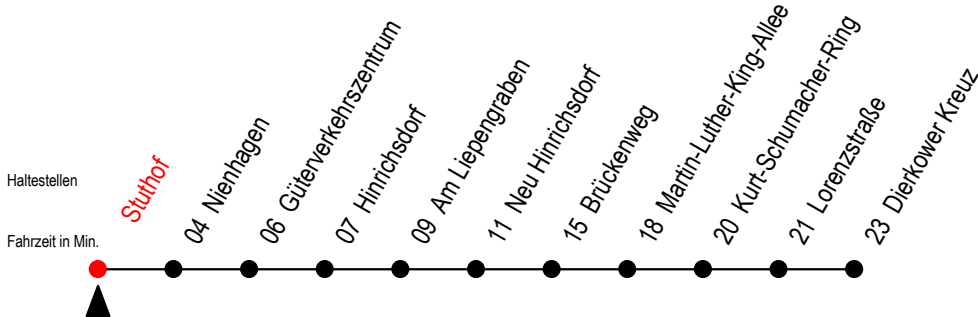 Haltestellen
Fahrzeit in Min.
Stuthof
04 Nienhagen
06 Güterverkehrszentrum
07 Hinrichsdorf
09 Am Liepengraben
11 Neu Hinrichsdorf
15 Brückenweg
18 Martin-Luther-King-Allee
20 Kurt-Schumacher-Ring
21 Lorenzstraße
23 Dierkower Kreuz